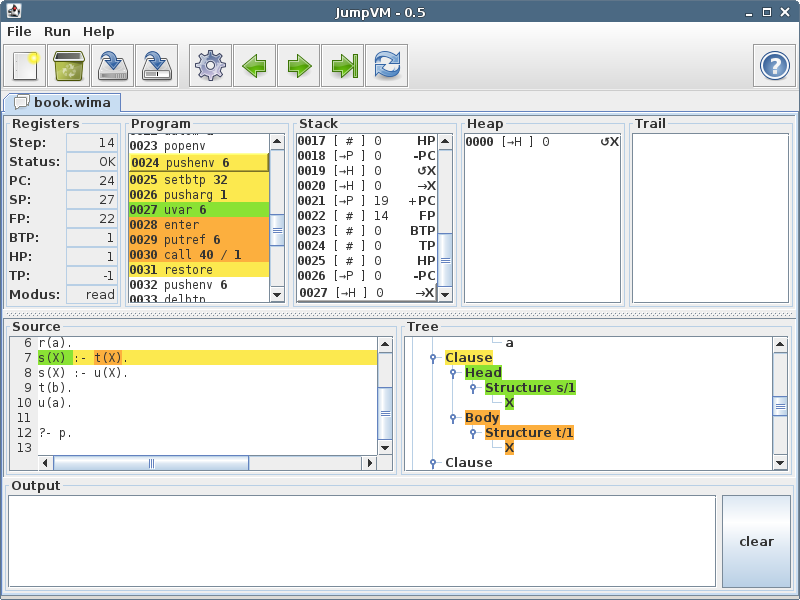 JumpVM - 0.5
File Run Help
book.wima
Registers
Step: 14
Status: OK
PC: 24
SP: 27
FP: 22
BTP: 1
HP: 1
TP: -1
Modus: read
Program
0023 popenv
0024 pushenv 6
0025 setbtp 32
0026 pusharg 1
0027 uvar 6
0028 enter
0029 putref 6
0030 call 40 / 1
0031 restore
0032 pushenv 6
0033 delbtp
Stack
0017 [ # ] 0 HP
0018 [→P ] 0 -PC
0019 [→H ] 0 ↺X
0020 [→H ] 0 →X
0021 [→P ] 19 +PC
0022 [ # ] 14 FP
0023 [ # ] 0 BTP
0024 [ # ] 0 TP
0025 [ # ] 0 HP
0026 [→P ] 0 -PC
0027 [→H ] 0 →X
Heap
0000 [→H ] 0 ↺X
Trail
Source
6 r(a).
7 s(X) :- t(X).
8 s(X) :- u(X).
9 t(b).
10 u(a).
11
12 ?- p.
13
Tree
a
Clause
Head
Structure s/1
X
Body
Structure t/1
X
Clause
Output
clear